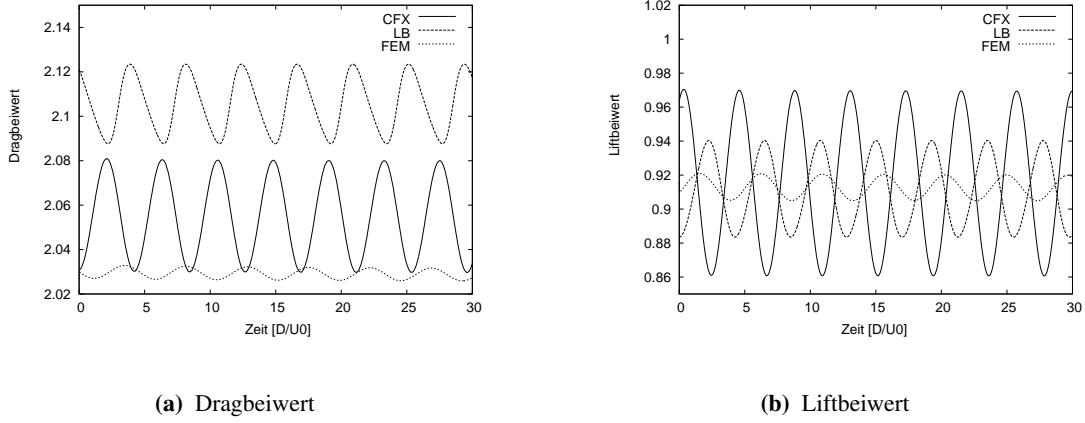 2.14
2.12
2.1
2.08
2.06
2.04
2.02
0 5 10 15 20 25 30
Dragbeiwert
Zeit [D/U0]
CFX
LB
FEM
(a) Dragbeiwert
1.02
1
0.98
0.96
0.94
0.92
0.9
0.88
0.86
0 5 10 15 20 25 30
Liftbeiwert
Zeit [D/U0]
CFX
LB
FEM
(b) Liftbeiwert